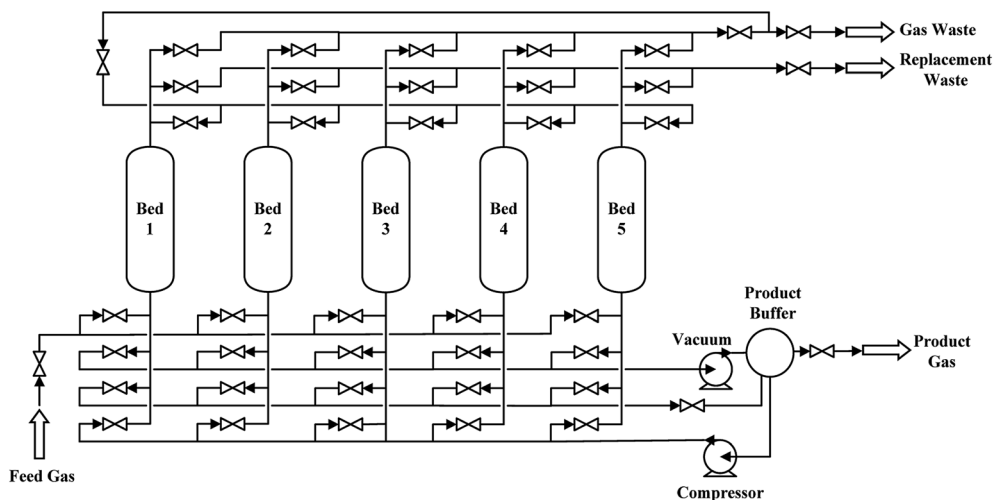 Gas Waste
Replacement
Waste
Bed
1
Bed
2
Bed
3
Bed
4
Bed
5
Product
Buffer
Vacuum
Product
Gas
Feed Gas
Compressor